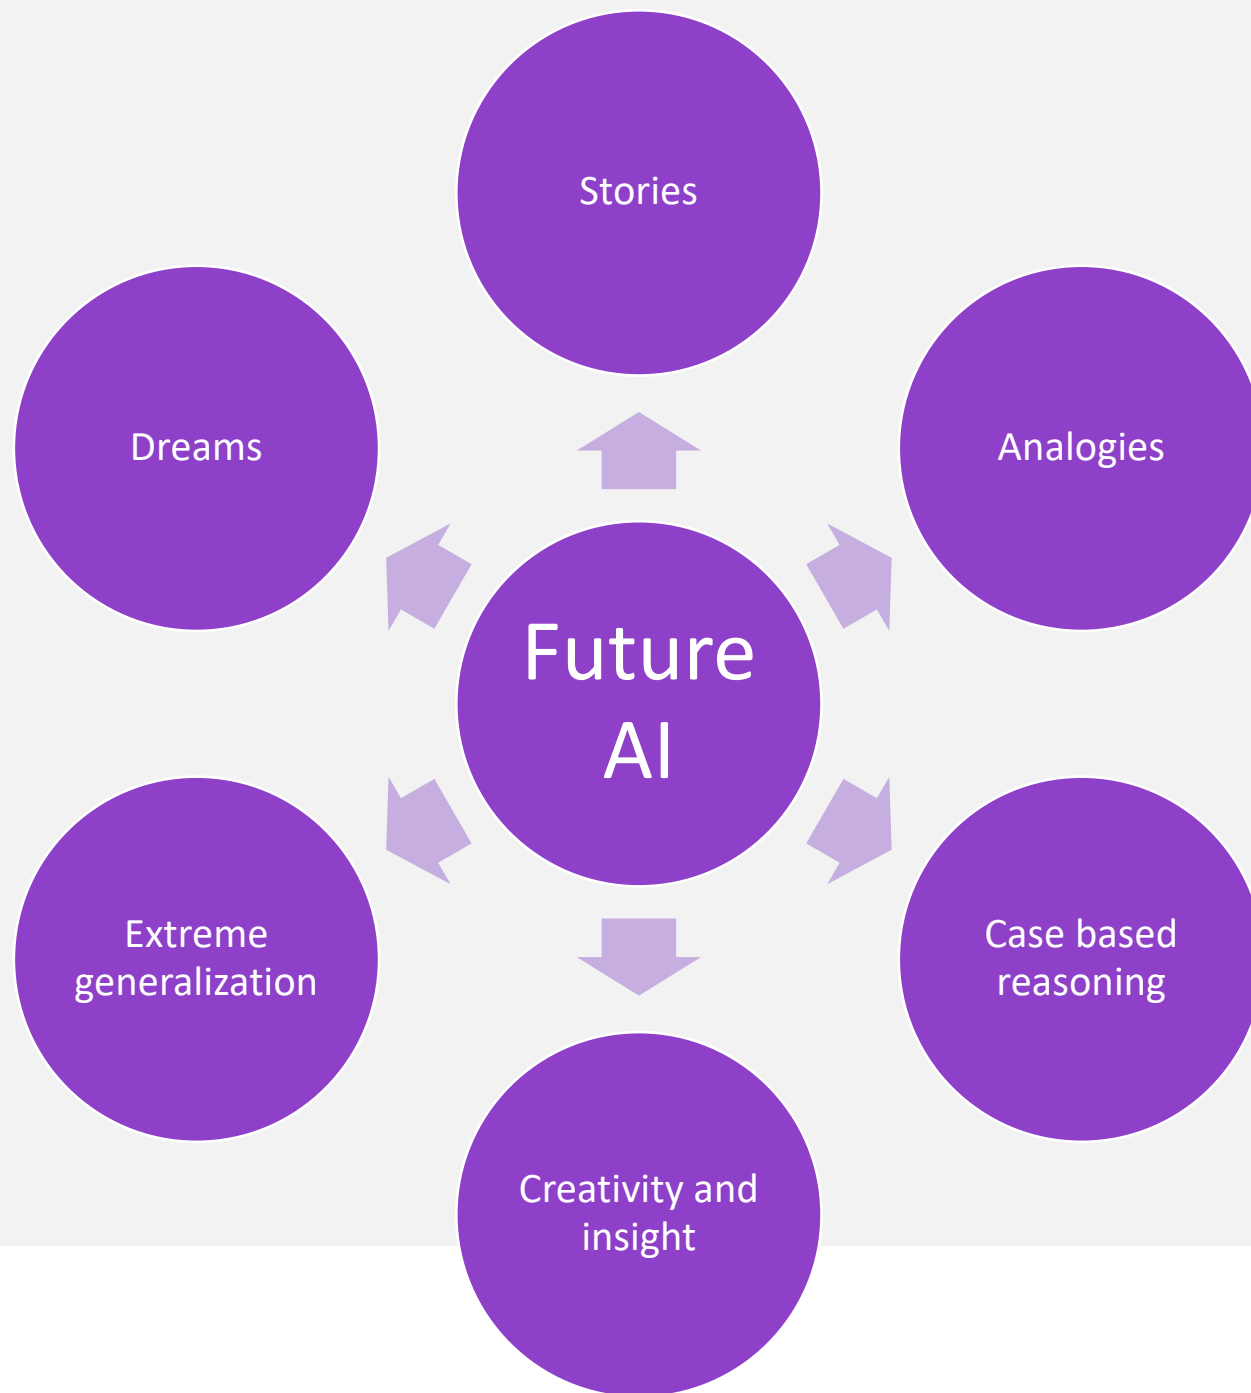 Stories
Dreams
Analogies
Future
AI
Extreme
generalization
Case based
reasoning
Creativity and
insight